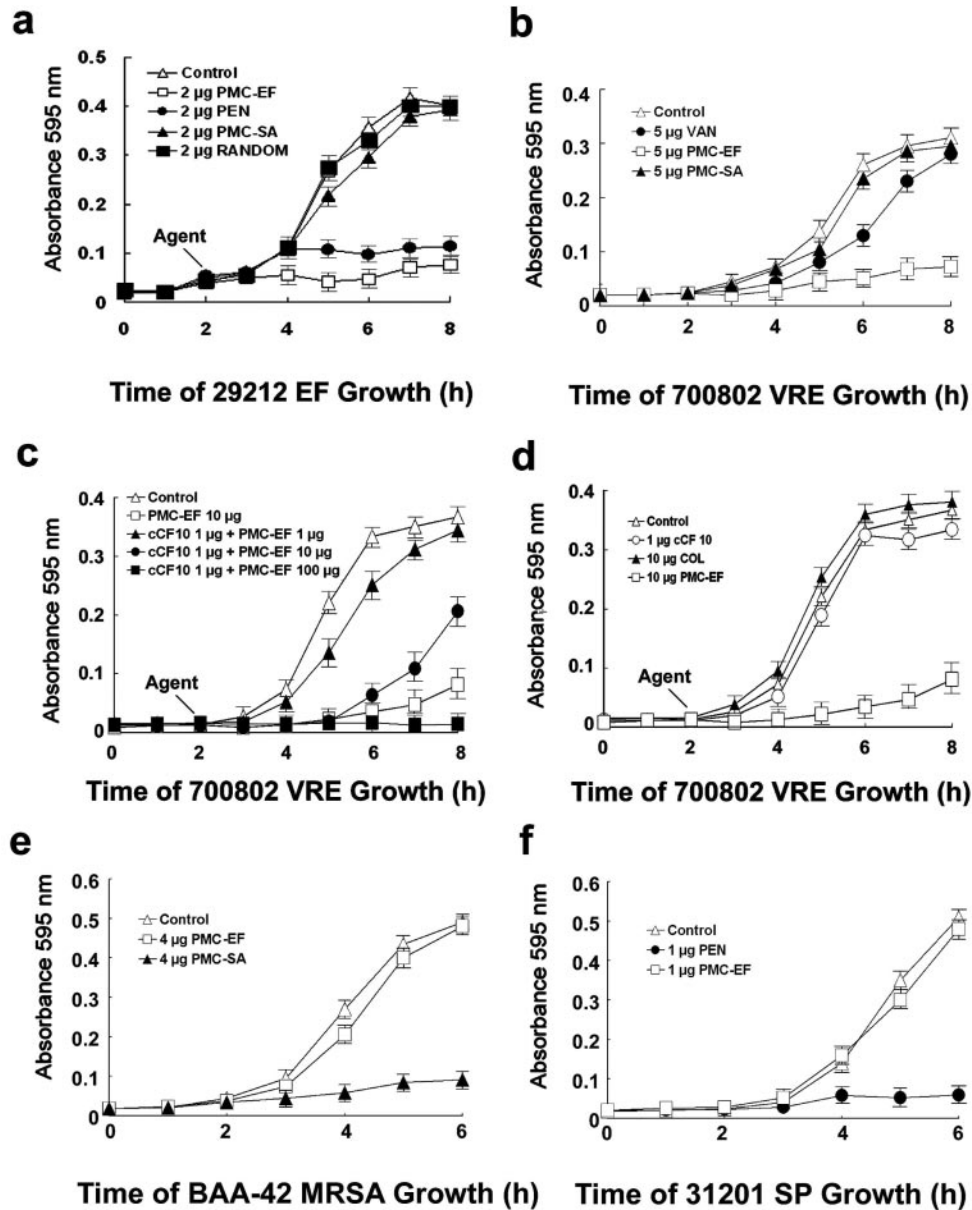 a
0.5
0.4
0.3
0.2
0.1
0
Absorbance 595 nm
Control
2 µg PMC-EF
2 µg PEN
2 µg PMC-SA
2 µg RANDOM
Agent
0 2 4 6 8
Time of 29212 EF Growth (h)
b
0.4
0.3
0.2
0.1
0
Absorbance 595 nm
Control
5 µg VAN
5 µg PMC-EF
5 µg PMC-SA
0 2 4 6 8
Time of 700802 VRE Growth (h)
c
0.4
0.3
0.2
0.1
0
Absorbance 595 nm
Control
PMC-EF 10 µg
cCF10 1 µg + PMC-EF 1 µg
cCF10 1 µg + PMC-EF 10 µg
cCF10 1 µg + PMC-EF 100 µg
Agent
0 2 4 6 8
Time of 700802 VRE Growth (h)
d
0.4
0.3
0.2
0.1
0
Absorbance 595 nm
Control
1 µg cCF 10
10 µg COL
10 µg PMC-EF
Agent
0 2 4 6 8
Time of 700802 VRE Growth (h)
e
0.6
0.5
0.4
0.3
0.2
0.1
0
Absorbance 595 nm
Control
4 µg PMC-EF
4 µg PMC-SA
0 2 4 6
Time of BAA-42 MRSA Growth (h)
f
0.6
0.5
0.4
0.3
0.2
0.1
0
Absorbance 595 nm
Control
1 µg PEN
1 µg PMC-EF
0 2 4 6
Time of 31201 SP Growth (h)